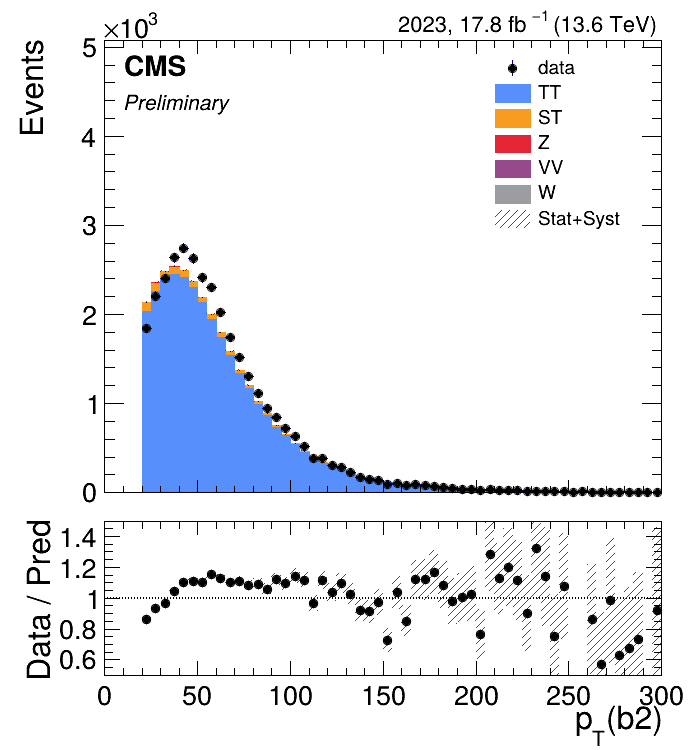 ×10³
2023, 17.8 fb⁻¹ (13.6 TeV)
CMS
Preliminary
Events
5
4
3
2
1
0
data
TT
ST
Z
VV
W
Stat+Syst
Data / Pred
1.4
1.2
1
0.8
0.6
0 50 100 150 200 250 300
p_T(b2)